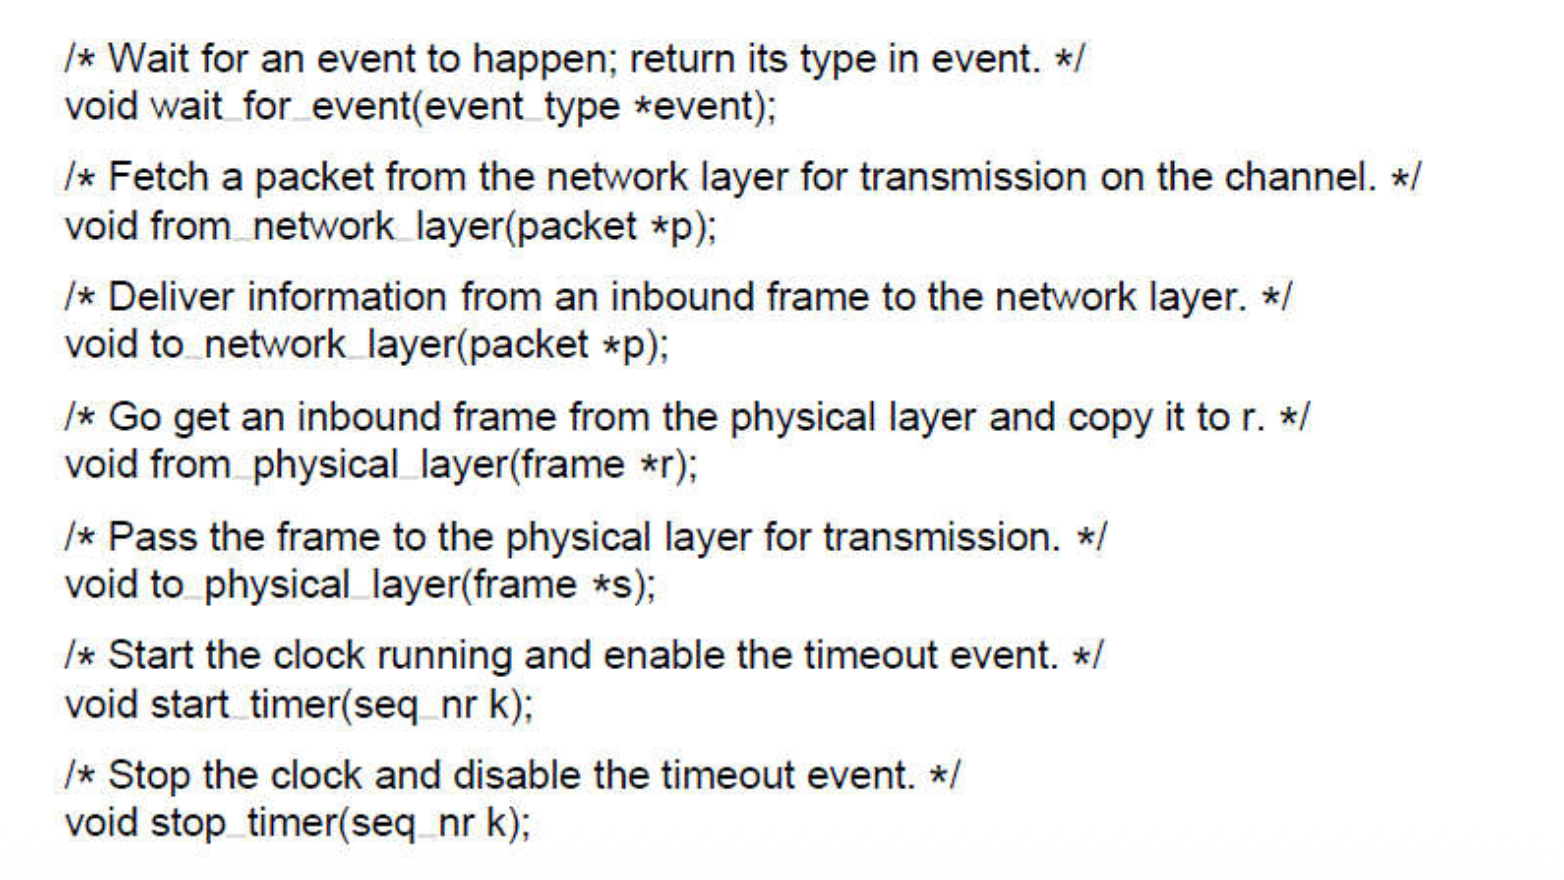 /* Wait for an event to happen; return its type in event. */
void wait_for_event(event_type *event);
/* Fetch a packet from the network layer for transmission on the channel. */
void from_network_layer(packet *p);
/* Deliver information from an inbound frame to the network layer. */
void to_network_layer(packet *p);
/* Go get an inbound frame from the physical layer and copy it to r. */
void from_physical_layer(frame *r);
/* Pass the frame to the physical layer for transmission. */
void to_physical_layer(frame *s);
/* Start the clock running and enable the timeout event. */
void start_timer(seq_nr k);
/* Stop the clock and disable the timeout event. */
void stop_timer(seq_nr k);